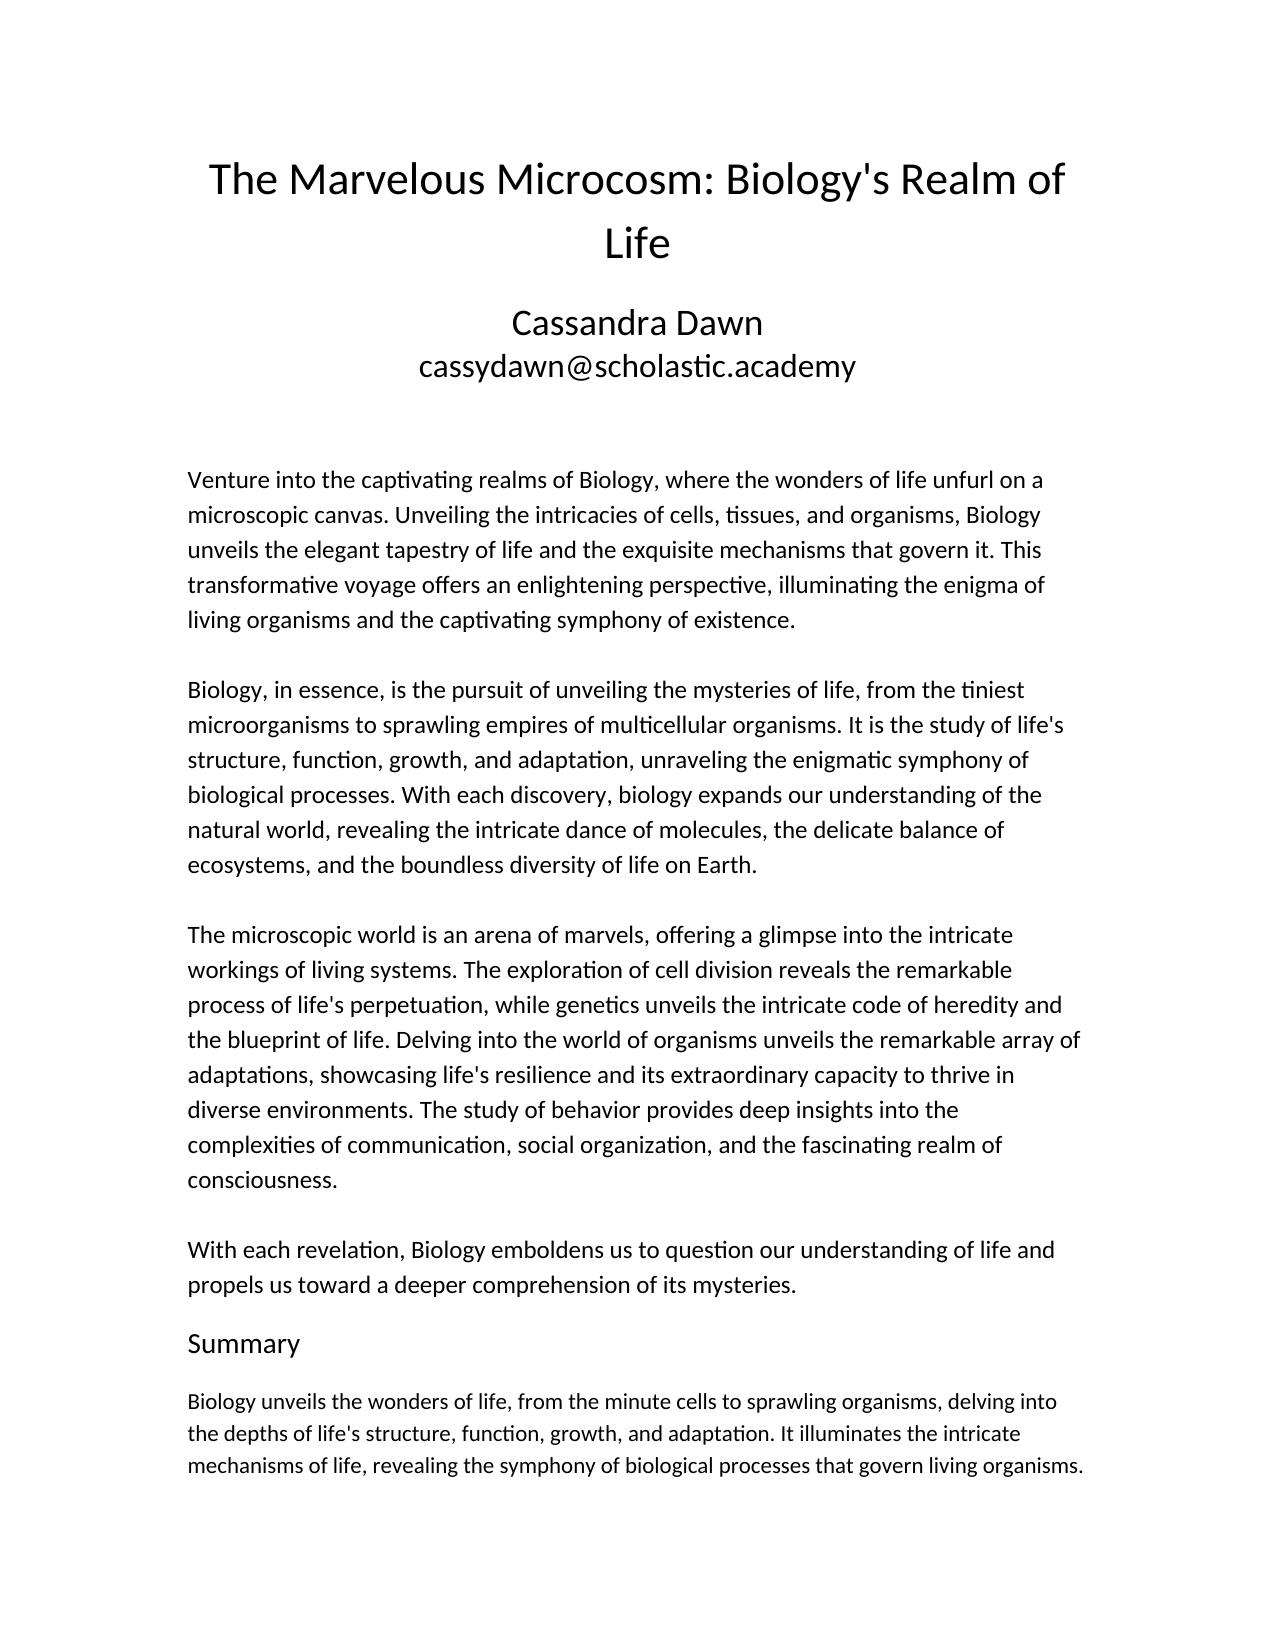 The Marvelous Microcosm: Biology's Realm of
Life
Cassandra Dawn
cassydawn@scholastic.academy
Venture into the captivating realms of Biology, where the wonders of life unfurl on a
microscopic canvas. Unveiling the intricacies of cells, tissues, and organisms, Biology
unveils the elegant tapestry of life and the exquisite mechanisms that govern it. This
transformative voyage offers an enlightening perspective, illuminating the enigma of
living organisms and the captivating symphony of existence.
Biology, in essence, is the pursuit of unveiling the mysteries of life, from the tiniest
microorganisms to sprawling empires of multicellular organisms. It is the study of life's
structure, function, growth, and adaptation, unraveling the enigmatic symphony of
biological processes. With each discovery, biology expands our understanding of the
natural world, revealing the intricate dance of molecules, the delicate balance of
ecosystems, and the boundless diversity of life on Earth.
The microscopic world is an arena of marvels, offering a glimpse into the intricate
workings of living systems. The exploration of cell division reveals the remarkable
process of life's perpetuation, while genetics unveils the intricate code of heredity and
the blueprint of life. Delving into the world of organisms unveils the remarkable array of
adaptations, showcasing life's resilience and its extraordinary capacity to thrive in
diverse environments. The study of behavior provides deep insights into the
complexities of communication, social organization, and the fascinating realm of
consciousness.
With each revelation, Biology emboldens us to question our understanding of life and
propels us toward a deeper comprehension of its mysteries.
Summary
Biology unveils the wonders of life, from the minute cells to sprawling organisms, delving into
the depths of life's structure, function, growth, and adaptation. It illuminates the intricate
mechanisms of life, revealing the symphony of biological processes that govern living organisms.